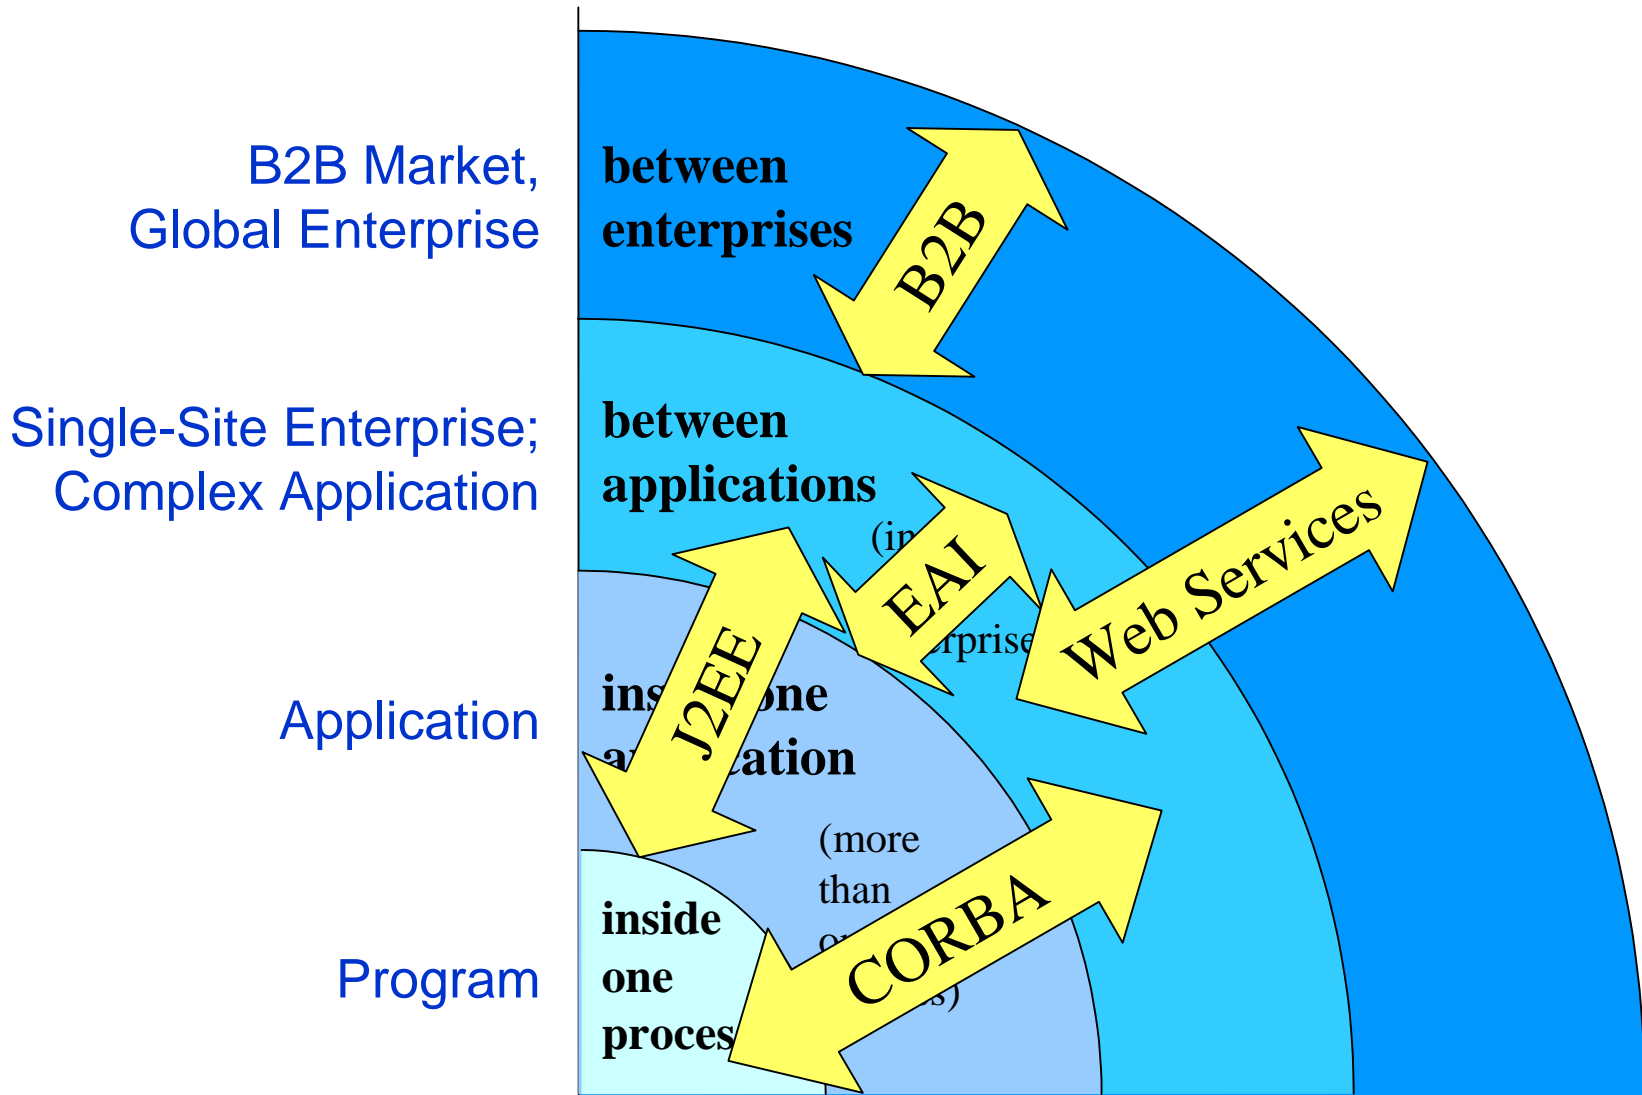 B2B Market,
Global Enterprise
between
enterprises
B2B
Single-Site Enterprise;
Complex Application
between
applications
EAI
Web Services
Application
one
J2EE
(more
than
CORBA
Program
inside
one